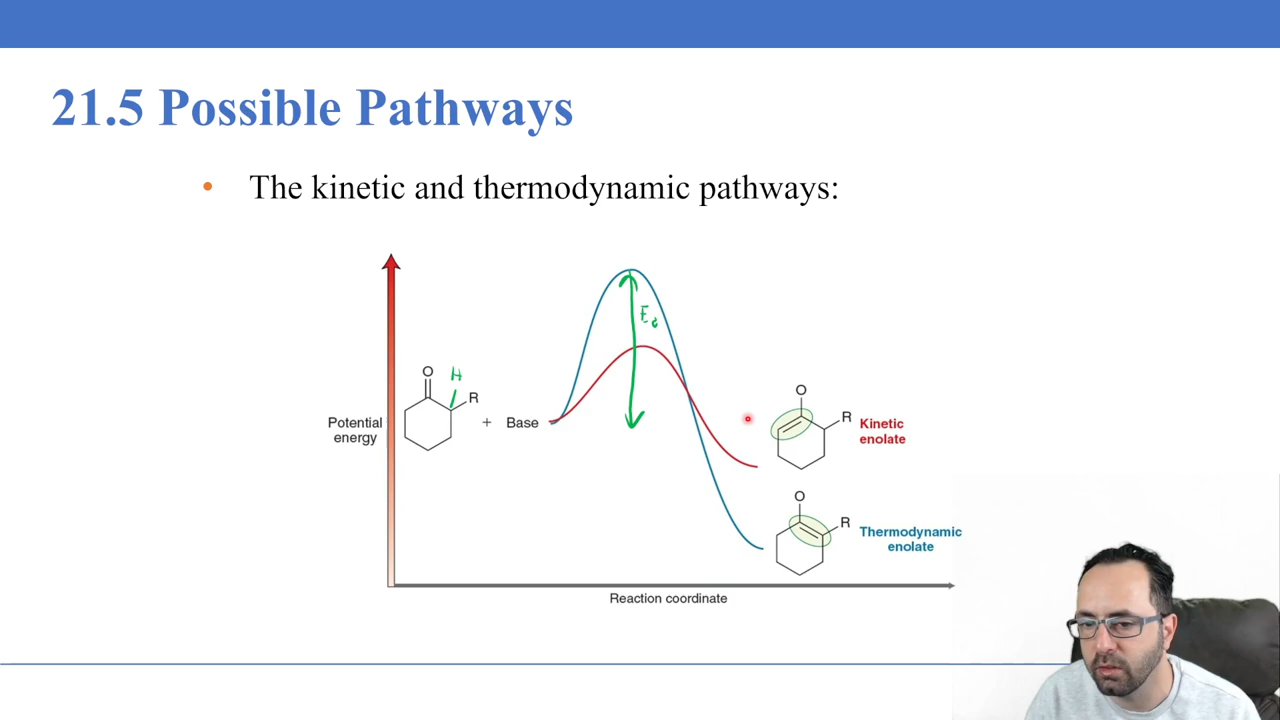 21.5 Possible Pathways
• The kinetic and thermodynamic pathways:
Potential
energy
O
H
R
+ Base
Ea
O
R
Kinetic
enolate
O
R
Thermodynamic
enolate
Reaction coordinate